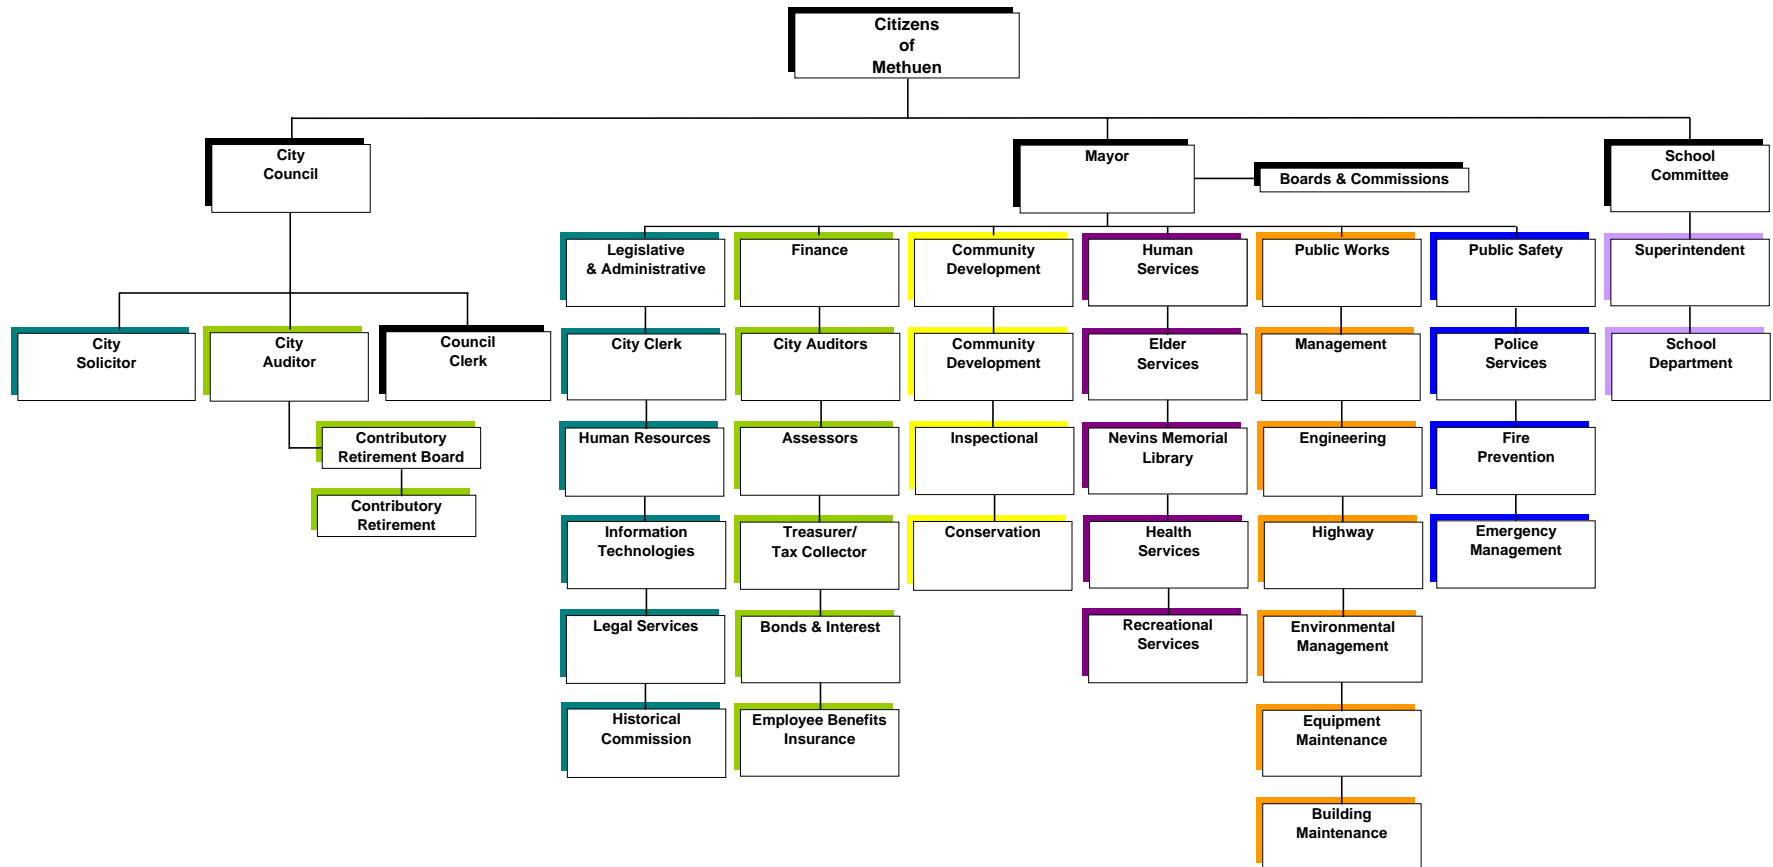 Citizens
of
Methuen
City
Council
Mayor
Boards & Commissions
School
Committee
Legislative
& Administrative
Finance
Community
Development
Human
Services
Public Works
Public Safety
Superintendent
City
Solicitor
City
Auditor
Council
Clerk
City Clerk
City Auditors
Community
Development
Elder
Services
Management
Police
Services
School
Department
Contributory
Retirement Board
Human Resources
Assessors
Inspectional
Nevins Memorial
Library
Engineering
Fire
Prevention
Contributory
Retirement
Information
Technologies
Treasurer/
Tax Collector
Conservation
Health
Services
Highway
Emergency
Management
Legal Services
Bonds & Interest
Recreational
Services
Environmental
Management
Historical
Commission
Employee Benefits
Insurance
Equipment
Maintenance
Building
Maintenance